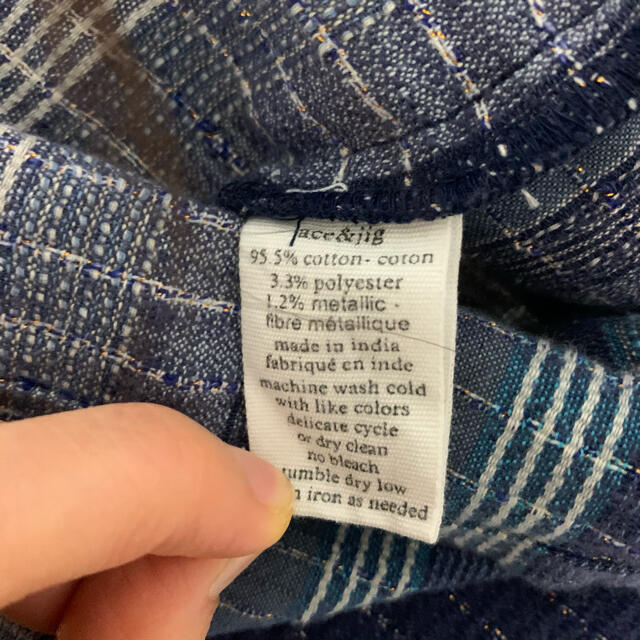 ace&jig
95.5% cotton- coton
3.3% polyester
1.2% metallic -
fibre métallique
made in india
fabriqué en inde
machine wash cold
with like colors
delicate cycle
or dry clean
no bleach
tumble dry low
iron as needed